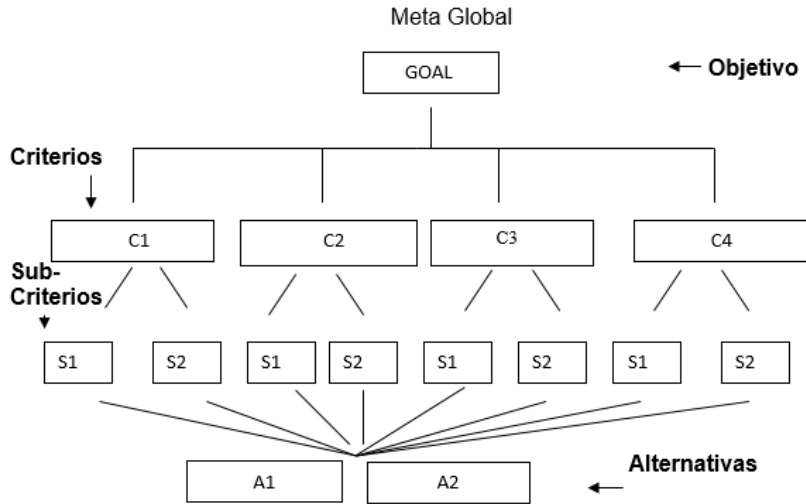 Meta Global
GOAL
Objetivo
Criterios
C1
C2
C3
C4
Sub-
Criterios
S1
S2
S1
S2
S1
S2
S1
S2
Alternativas
A1
A2